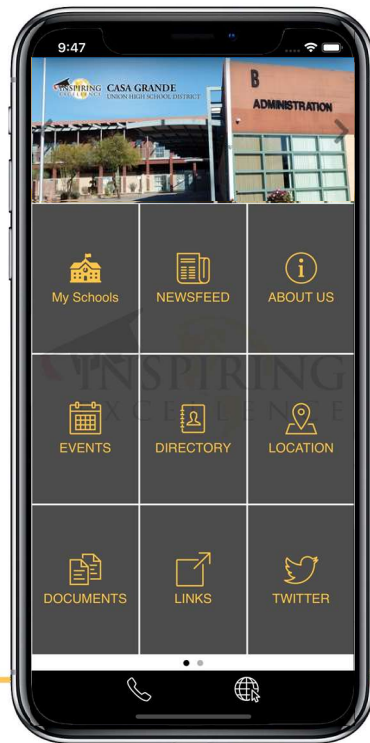 9:47
INSPIRING
EXCELLENCE
CASA GRANDE
UNION HIGH SCHOOL DISTRICT
B
ADMINISTRATION
My Schools
NEWSFEED
ABOUT US
INSPIRING
EXCELLENCE
EVENTS
DIRECTORY
LOCATION
DOCUMENTS
LINKS
TWITTER